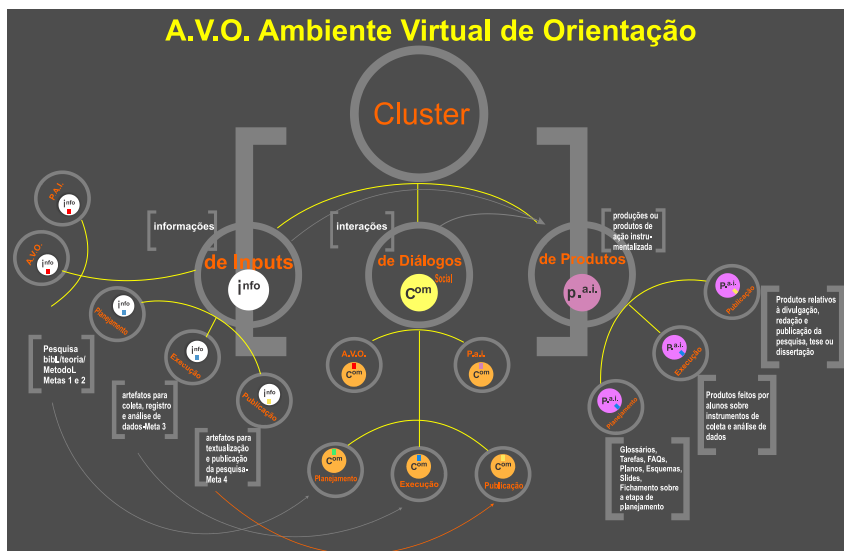 A.V.O. Ambiente Virtual de Orientação
Cluster
informações
de Inputs
info
interações
de Diálogos
Social
Com
produções ou
produtos de
ação instru-
mentalizada
de Produtos
p.a.i.
P.A.I.
info
A.V.O.
info
info
Planejamento
info
Execução
info
Publicação
Pesquisa
bibl./teoria/
Metodol.
Metas 1 e 2
artefatos para
coleta, registro
e análise de
dados-Meta 3
artefatos para
textualização
e publicação
da pesquisa-
Meta 4
A.V.O.
Com
P.a.i.
Com
Com
Planejamento
Com
Execução
Com
Publicação
P.a.i.
Publicação
P.a.i.
Execução
P.a.i.
Planejamento
Produtos relativos
à divulgação,
redação e
publicação da
pesquisa, tese ou
dissertação
Produtos feitos por
alunos sobre
instrumentos de
coleta e análise de
dados
Glossários,
Tarefas, FAQs,
Planos, Esquemas,
Slides,
Fichamento sobre
a etapa de
planejamento